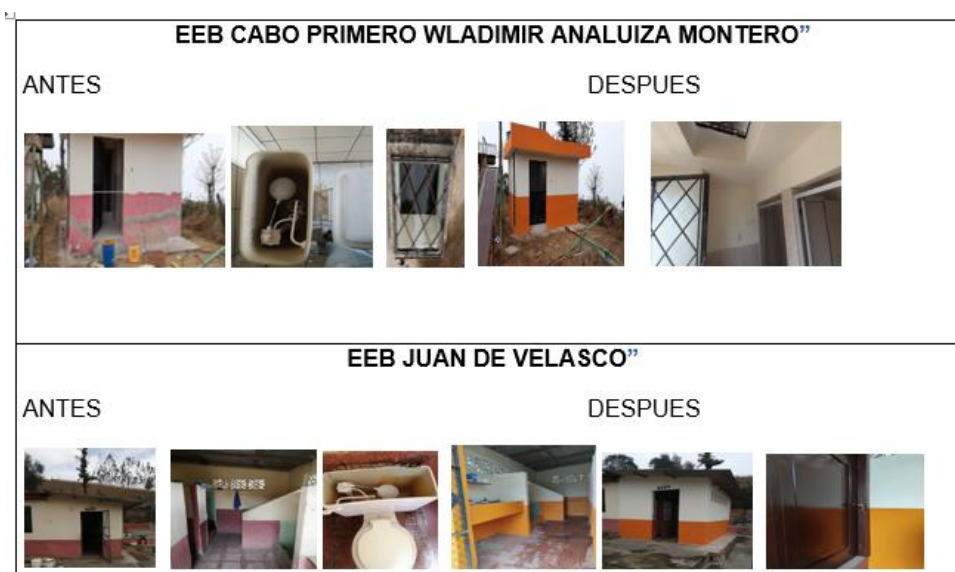 EEB CABO PRIMERO WLADIMIR ANALUIZA MONTERO”
ANTES DESPUES
EEB JUAN DE VELASCO”
ANTES DESPUES